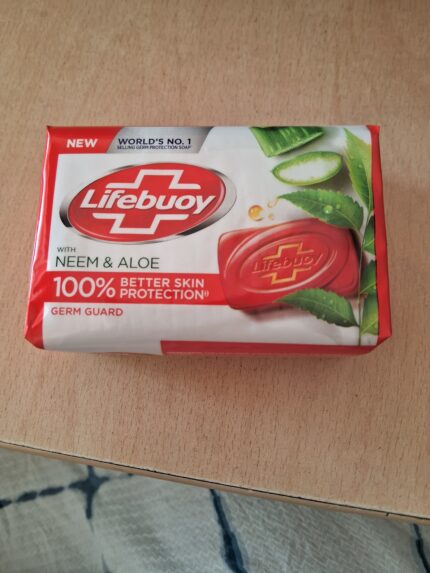 NEW
WORLD'S NO. 1
SELLING GERM PROTECTION SOAP
Lifebuoy
WITH
NEEM & ALOE
100% BETTER SKIN
PROTECTION
GERM GUARD
Lifebuoy